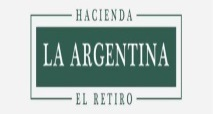 HACIENDA
LA ARGENTINA
EL RETIRO